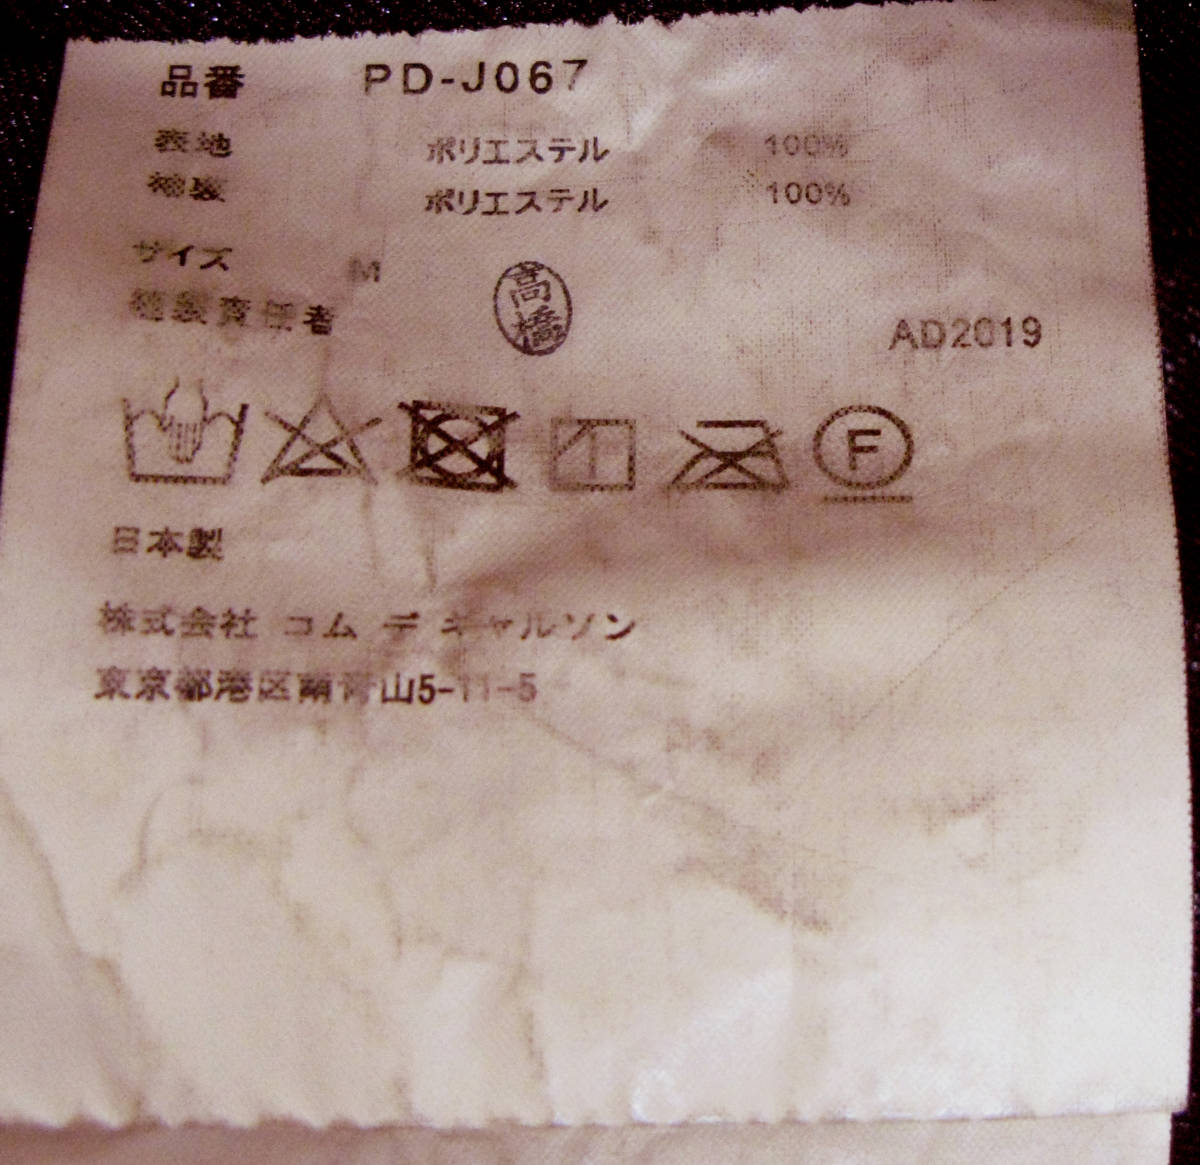 品番 PD-J067
表地 ポリエステル 100%
袖裏 ポリエステル 100%
サイズ M
縫製責任者 高橋 AD2019
F
日本製
株式会社 コム デ ギャルソン
東京都港区南青山5-11-5